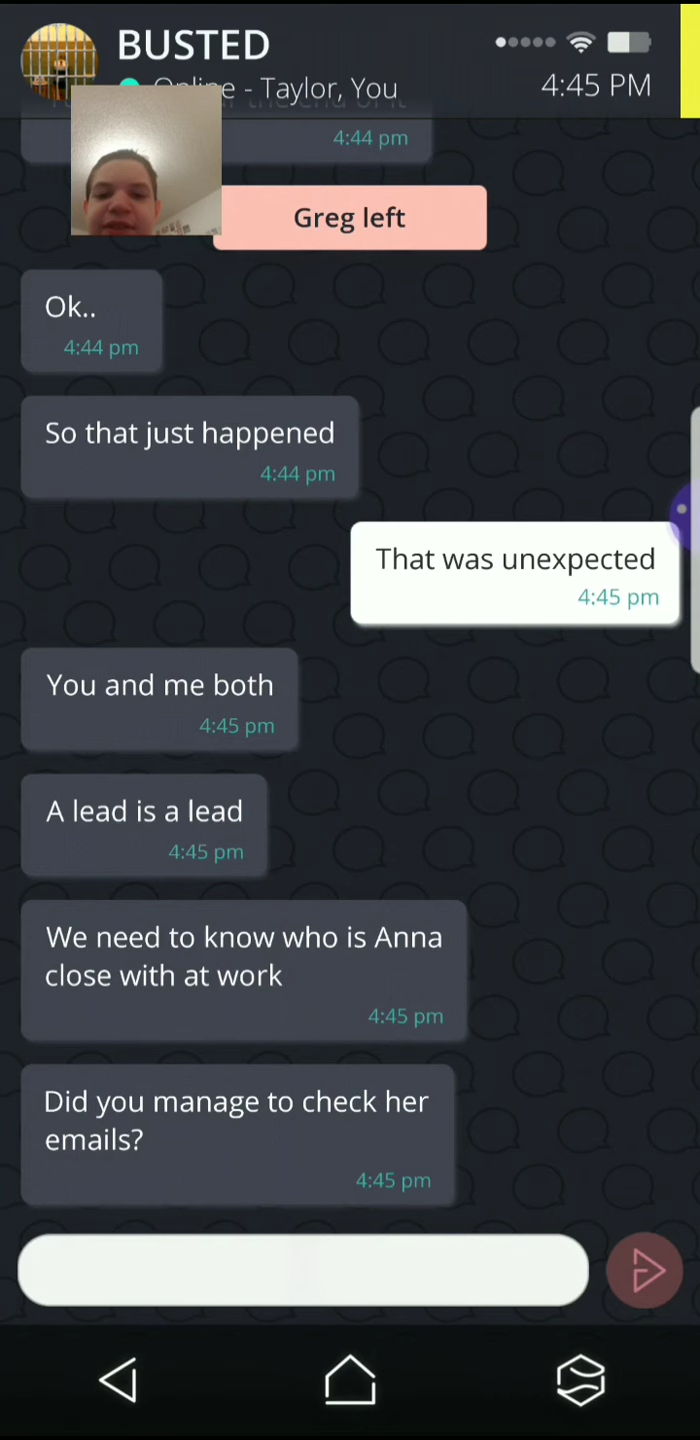 BUSTED
Online - Taylor, You
4:45 PM
4:44 pm
Greg left
Ok..
4:44 pm
So that just happened
4:44 pm
That was unexpected
4:45 pm
You and me both
4:45 pm
A lead is a lead
4:45 pm
We need to know who is Anna
close with at work
4:45 pm
Did you manage to check her
emails?
4:45 pm